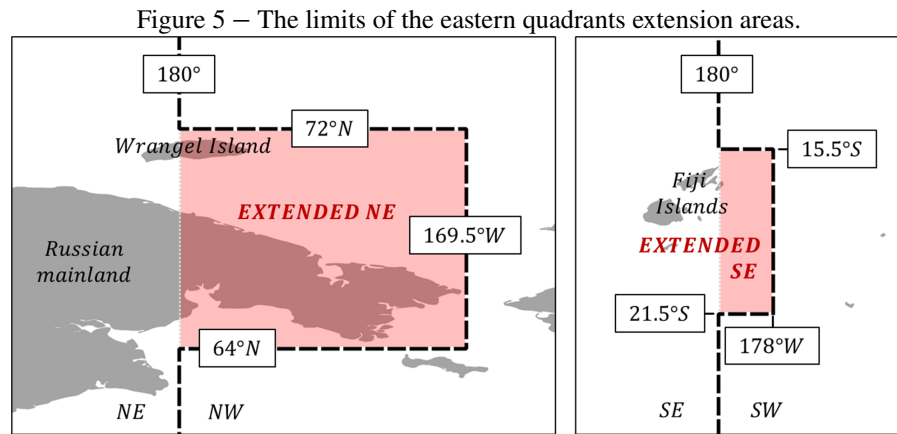 Figure 5 – The limits of the eastern quadrants extension areas.
180°
72°N
Wrangel Island
EXTENDED NE
169.5°W
Russian
mainland
64°N
NE
NW
180°
15.5°S
Fiji
Islands
EXTENDED
SE
21.5°S
178°W
SE
SW